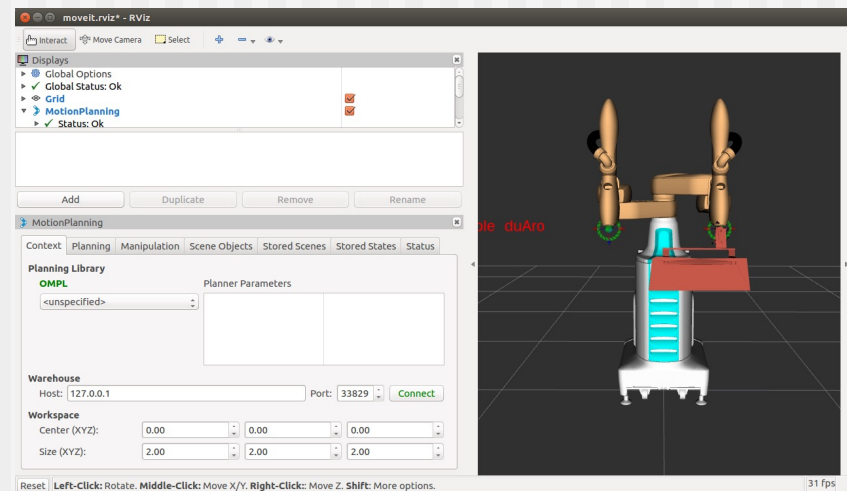 moveit.rviz* - RViz
Interact Move Camera Select
Displays
Global Options
Global Status: Ok
Grid
MotionPlanning
Status: Ok
Add Duplicate Remove Rename
MotionPlanning
Context Planning Manipulation Scene Objects Stored Scenes Stored States Status
Planning Library
OMPL
Planner Parameters
<unspecified>
Warehouse
Host: 127.0.0.1 Port: 33829 Connect
Workspace
Center (XYZ): 0.00 0.00 0.00
Size (XYZ): 2.00 2.00 2.00
duAro
Reset Left-Click: Rotate. Middle-Click: Move X/Y. Right-Click:: Move Z. Shift: More options. 31 fps